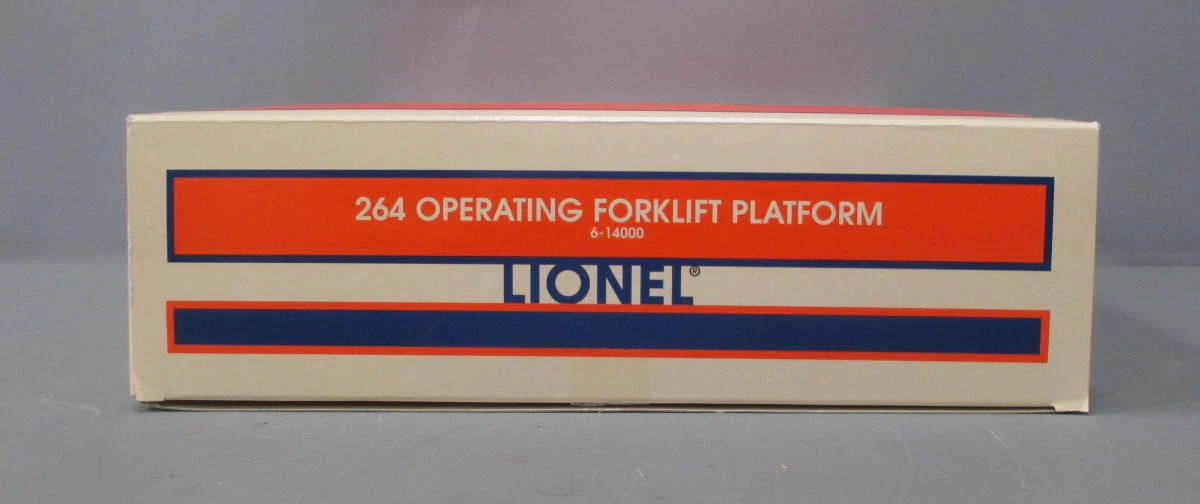 264 OPERATING FORKLIFT PLATFORM
6-14000
LIONEL®